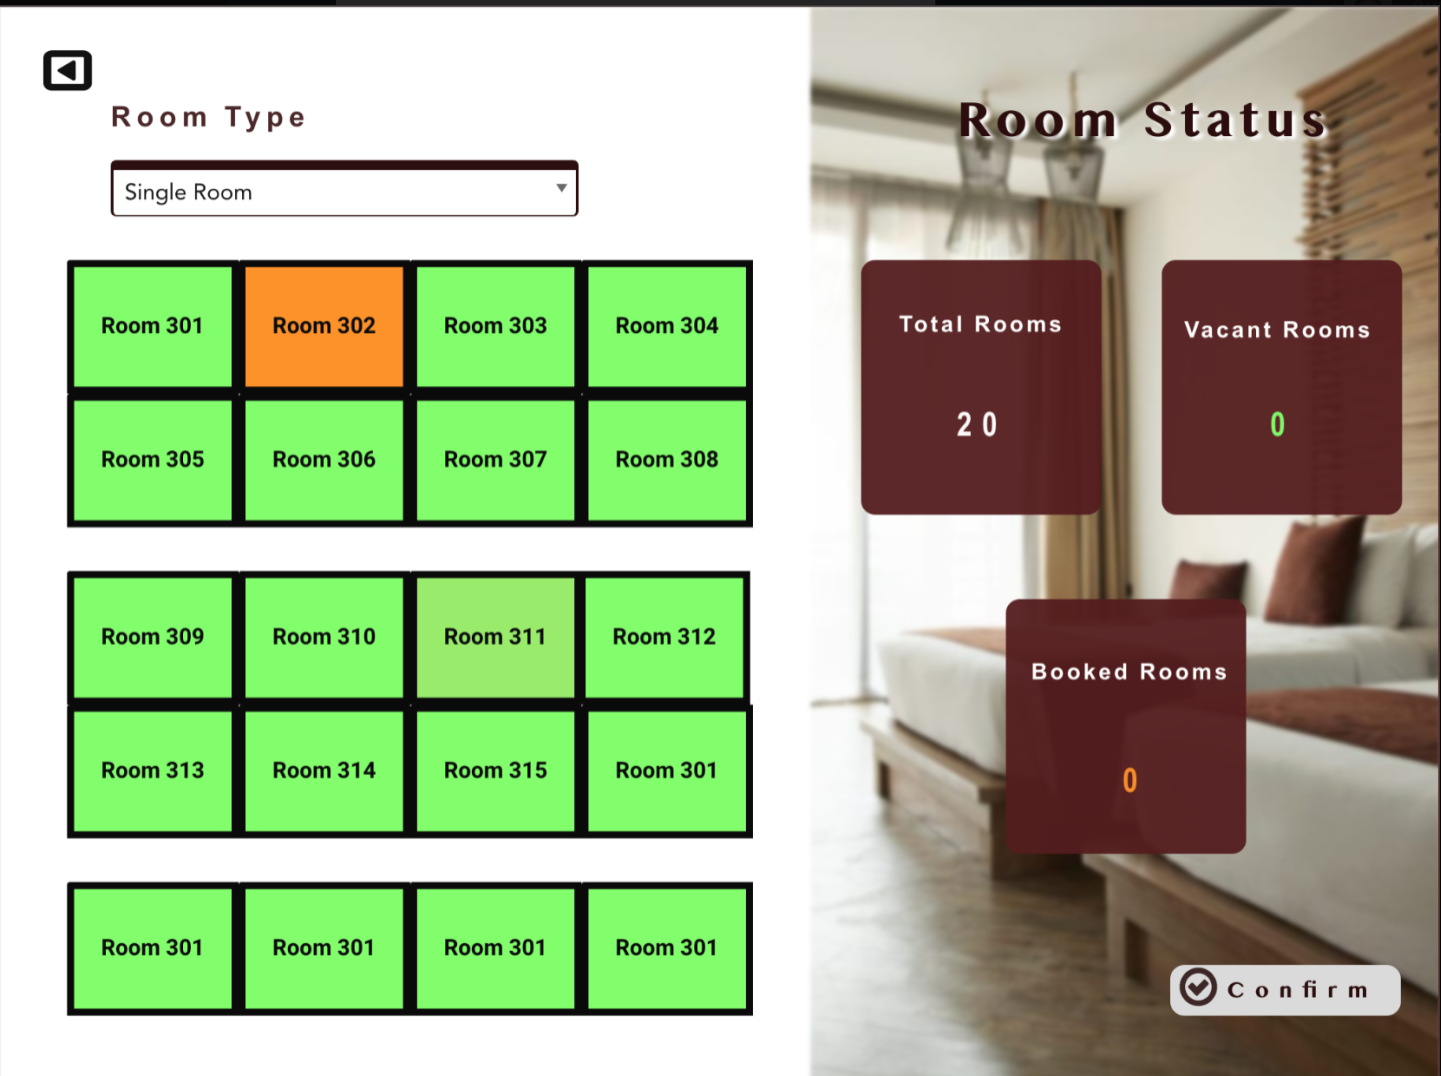 Room Type
Single Room
Room 301
Room 302
Room 303
Room 304
Room 305
Room 306
Room 307
Room 308
Room 309
Room 310
Room 311
Room 312
Room 313
Room 314
Room 315
Room 301
Room 301
Room 301
Room 301
Room 301
Room Status
Total Rooms
20
Vacant Rooms
0
Booked Rooms
0
Confirm